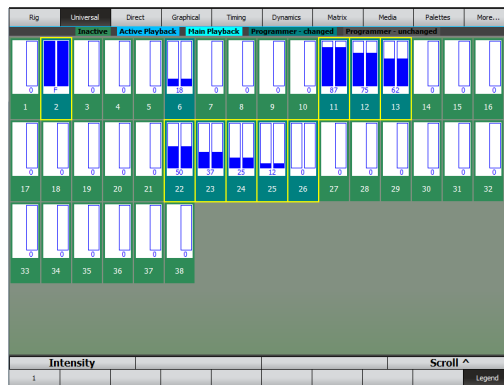 Rig Universal Direct Graphical Timing Dynamics Matrix Media Palettes More...
Inactive Active Playback Main Playback Programmer - changed Programmer - unchanged
0 F 0 0 0 18 0 0 0 0 87 75 62 0 0 0
1 2 3 4 5 6 7 8 9 10 11 12 13 14 15 16
0 0 0 0 0 50 37 25 12 0 0 0 0 0 0 0
17 18 19 20 21 22 23 24 25 26 27 28 29 30 31 32
0 0 0 0 0 0
33 34 35 36 37 38
Intensity Scroll ^
1 Legend